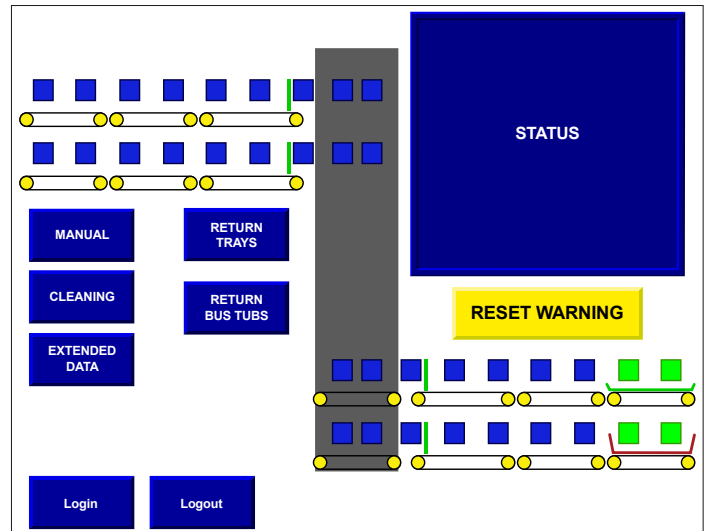 STATUS
MANUAL
RETURN
TRAYS
CLEANING
RETURN
BUS TUBS
RESET WARNING
EXTENDED
DATA
Login
Logout